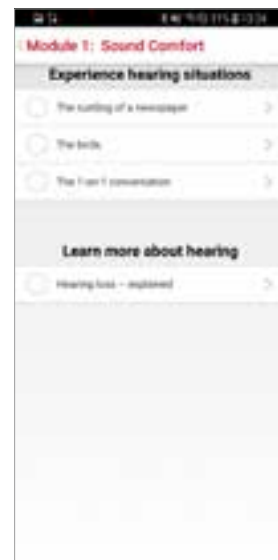 Module 1: Sound Comfort
Experience hearing situations
The rustling of a newspaper
The birds
The 1-on-1 conversation
Learn more about hearing
Hearing loss – explained